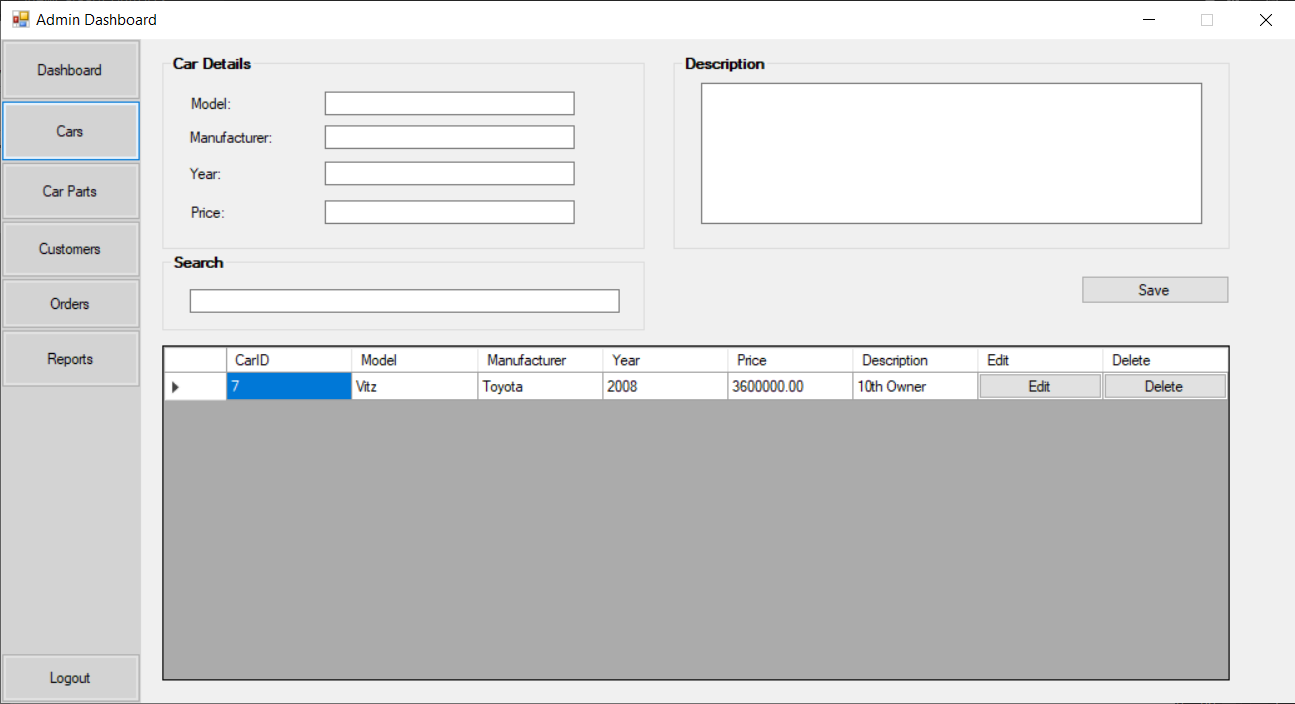 Admin Dashboard
Dashboard
Cars
Car Parts
Customers
Orders
Reports
Logout
Car Details
Model:
Manufacturer:
Year:
Price:
Description
Search
Save
CarID Model Manufacturer Year Price Description Edit Delete
7 Vitz Toyota 2008 3600000.00 10th Owner Edit Delete